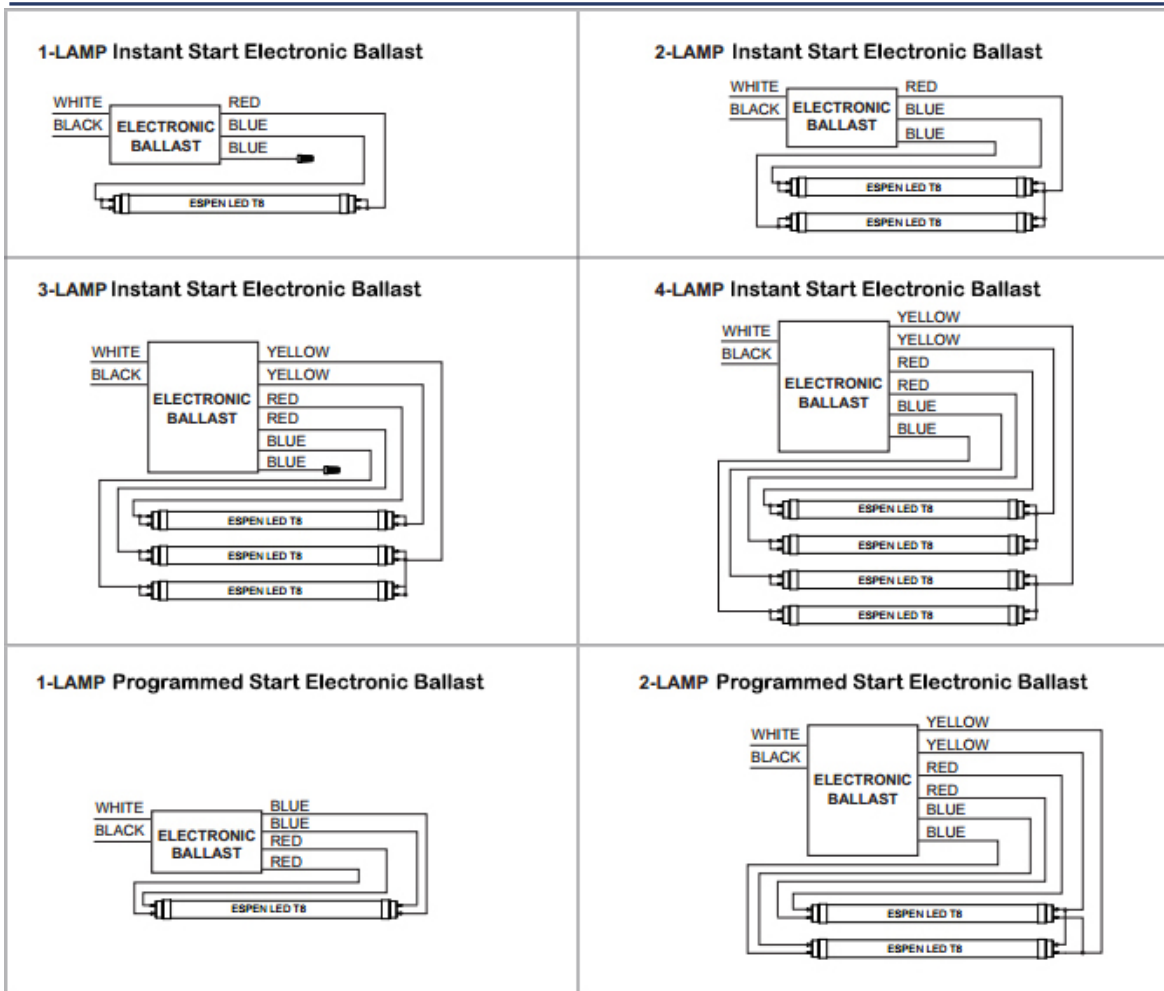 1-LAMP Instant Start Electronic Ballast
WHITE
BLACK
ELECTRONIC
BALLAST
RED
BLUE
BLUE
ESPEN LED T8
2-LAMP Instant Start Electronic Ballast
WHITE
BLACK
ELECTRONIC
BALLAST
RED
BLUE
BLUE
ESPEN LED T8
ESPEN LED T8
3-LAMP Instant Start Electronic Ballast
WHITE
BLACK
ELECTRONIC
BALLAST
YELLOW
YELLOW
RED
RED
BLUE
BLUE
ESPEN LED T8
ESPEN LED T8
ESPEN LED T8
4-LAMP Instant Start Electronic Ballast
WHITE
BLACK
ELECTRONIC
BALLAST
YELLOW
YELLOW
RED
RED
BLUE
BLUE
ESPEN LED T8
ESPEN LED T8
ESPEN LED T8
ESPEN LED T8
1-LAMP Programmed Start Electronic Ballast
WHITE
BLACK
ELECTRONIC
BALLAST
BLUE
BLUE
RED
RED
ESPEN LED T8
2-LAMP Programmed Start Electronic Ballast
WHITE
BLACK
ELECTRONIC
BALLAST
YELLOW
YELLOW
RED
RED
BLUE
BLUE
ESPEN LED T8
ESPEN LED T8